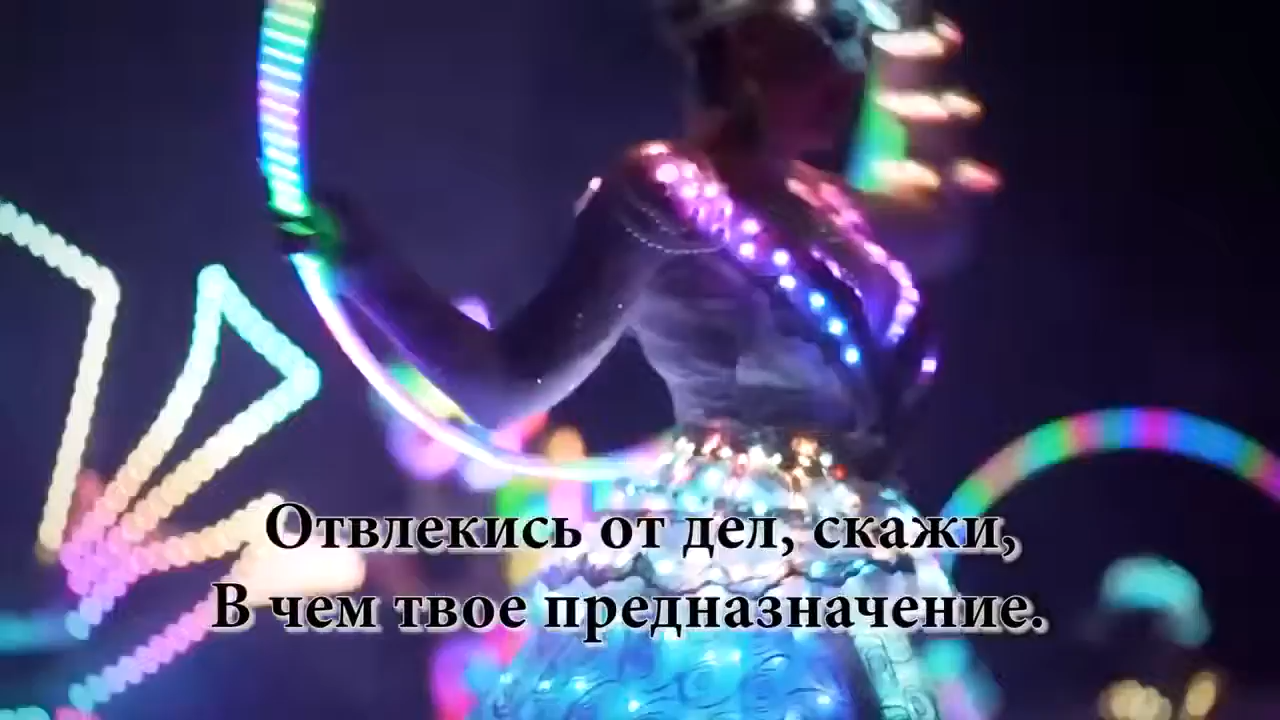 Отвлекись от дел, скажи,
В чем твое предназначение.